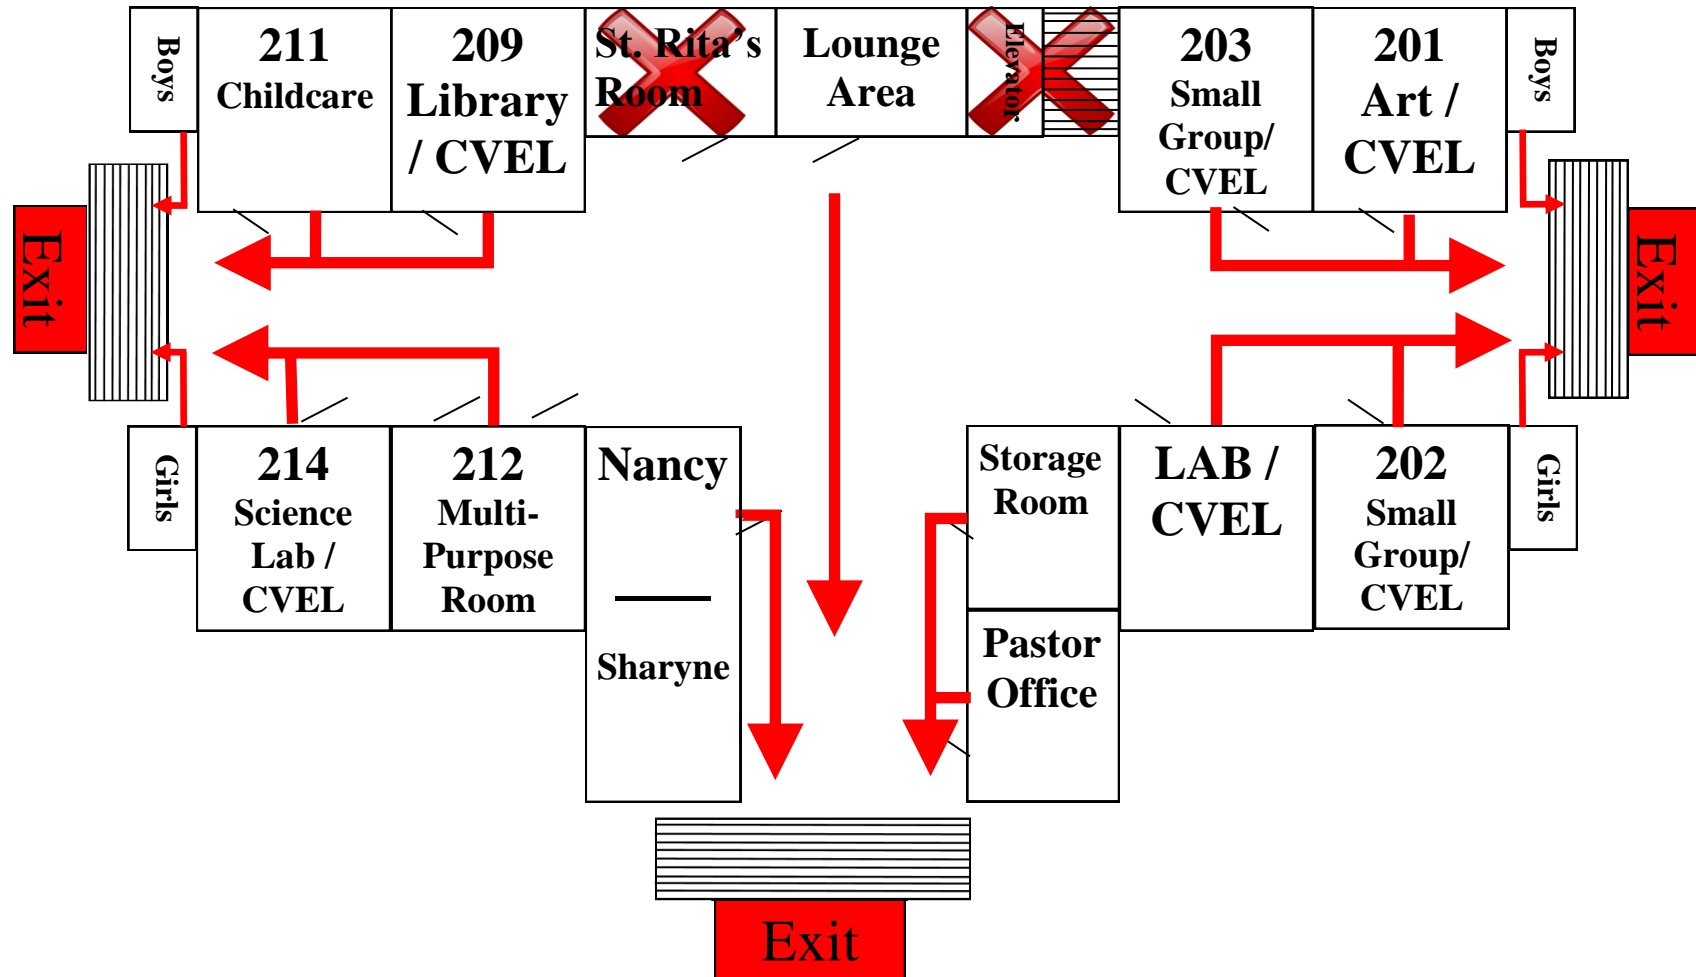 Boys
211
Childcare
209
Library
/ CVEL
St. Rita's
Room
Lounge
Area
Elevator
203
Small
Group/
CVEL
201
Art /
CVEL
Boys
Exit
Exit
Girls
214
Science
Lab /
CVEL
212
Multi-
Purpose
Room
Nancy
Sharyne
Storage
Room
Pastor
Office
LAB /
CVEL
202
Small
Group/
CVEL
Girls
Exit